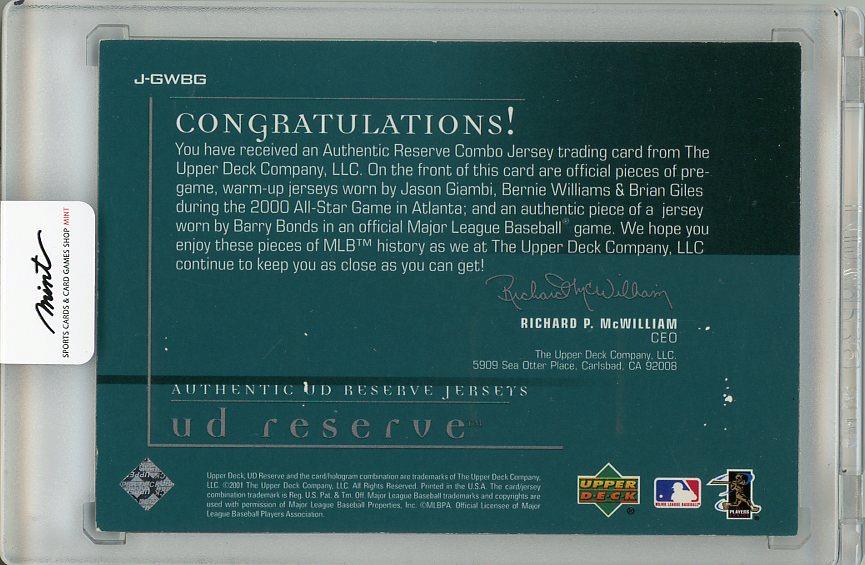 J-GWBG
CONGRATULATIONS!
You have received an Authentic Reserve Combo Jersey trading card from The
Upper Deck Company, LLC. On the front of this card are official pieces of pre-
game, warm-up jerseys worn by Jason Giambi, Bernie Williams & Brian Giles
during the 2000 All-Star Game in Atlanta; and an authentic piece of a jersey
worn by Barry Bonds in an official Major League Baseball® game. We hope you
enjoy these pieces of MLB™ history as we at The Upper Deck Company, LLC
continue to keep you as close as you can get!
Richard McWilliam
RICHARD P. McWILLIAM
CEO
The Upper Deck Company, LLC.
5909 Sea Otter Place, Carlsbad, CA 92008
mint
SPORTS CARDS & CARD GAMES SHOP MINT
AUTHENTIC UD RESERVE JERSEYS
ud reserve™
Upper Deck, UD Reserve and the card/hologram combination are trademarks of The Upper Deck Company,
LLC. ©2001 The Upper Deck Company, LLC. All Rights Reserved. Printed in the U.S.A. The card/jersey
combination trademark is Reg. U.S. Pat. & Tm. Off. Major League Baseball trademarks and copyrights are
used with permission of Major League Baseball Properties, Inc. ©MLBPA. Official Licensee of Major
League Baseball Players Association.
UPPER
DECK
®
MAJOR LEAGUE BASEBALL
PLAYERS